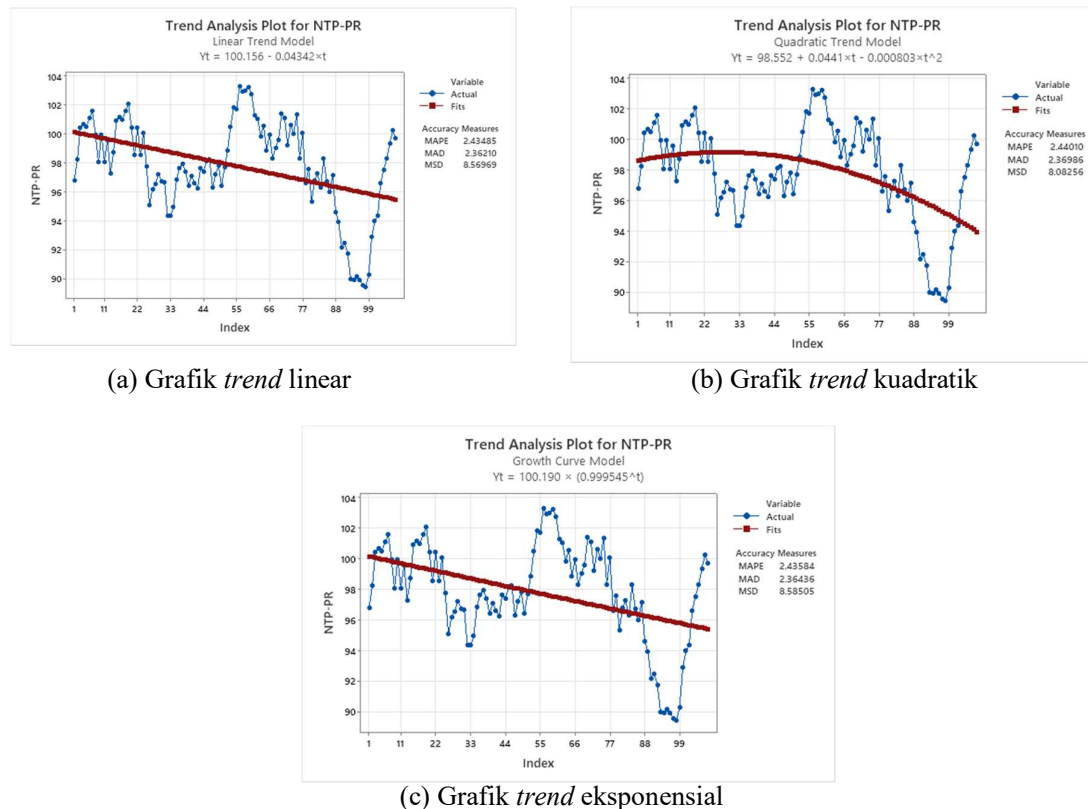 Trend Analysis Plot for NTP-PR
Linear Trend Model
Yt = 100.156 - 0.04342×t
104
102
100
98
96
94
92
90
NTP-PR
1 11 22 33 44 55 66 77 88 99
Index
Variable
Actual
Fits
Accuracy Measures
MAPE 2.43485
MAD 2.36210
MSD 8.56969
(a) Grafik trend linear
Trend Analysis Plot for NTP-PR
Quadratic Trend Model
Yt = 98.552 + 0.0441×t - 0.000803×t^2
104
102
100
98
96
94
92
90
NTP-PR
1 11 22 33 44 55 66 77 88 99
Index
Variable
Actual
Fits
Accuracy Measures
MAPE 2.44010
MAD 2.36986
MSD 8.08256
(b) Grafik trend kuadratik
Trend Analysis Plot for NTP-PR
Growth Curve Model
Yt = 100.190 × (0.999545^t)
104
102
100
98
96
94
92
90
NTP-PR
1 11 22 33 44 55 66 77 88 99
Index
Variable
Actual
Fits
Accuracy Measures
MAPE 2.43584
MAD 2.36436
MSD 8.58505
(c) Grafik trend eksponensial